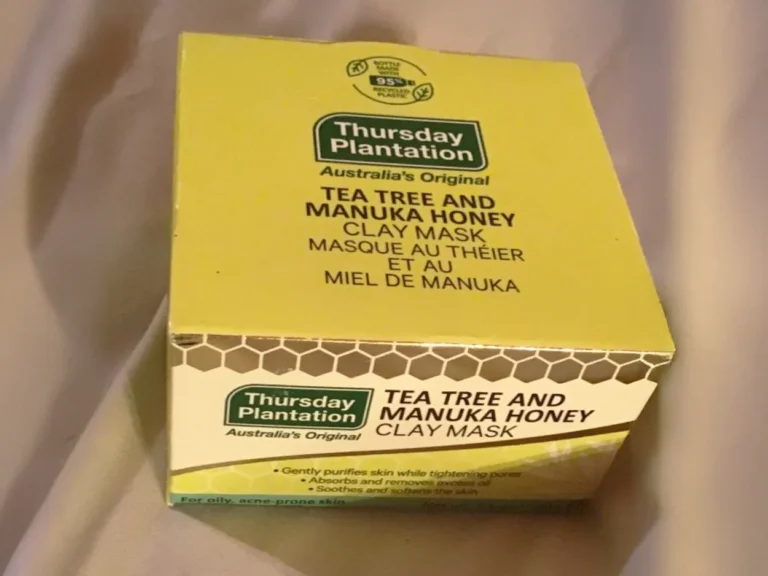 BOTTLE
MADE
WITH
95%
RECYCLED
PLASTIC
Thursday
Plantation
Australia's Original
TEA TREE AND
MANUKA HONEY
CLAY MASK
MASQUE AU THÉIER
ET AU
MIEL DE MANUKA
Thursday
Plantation
Australia's Original
TEA TREE AND
MANUKA HONEY
CLAY MASK
• Gently purifies skin while tightening pores
• Absorbs and removes excess oil
• Soothes and softens the skin
For oily, acne-prone skin